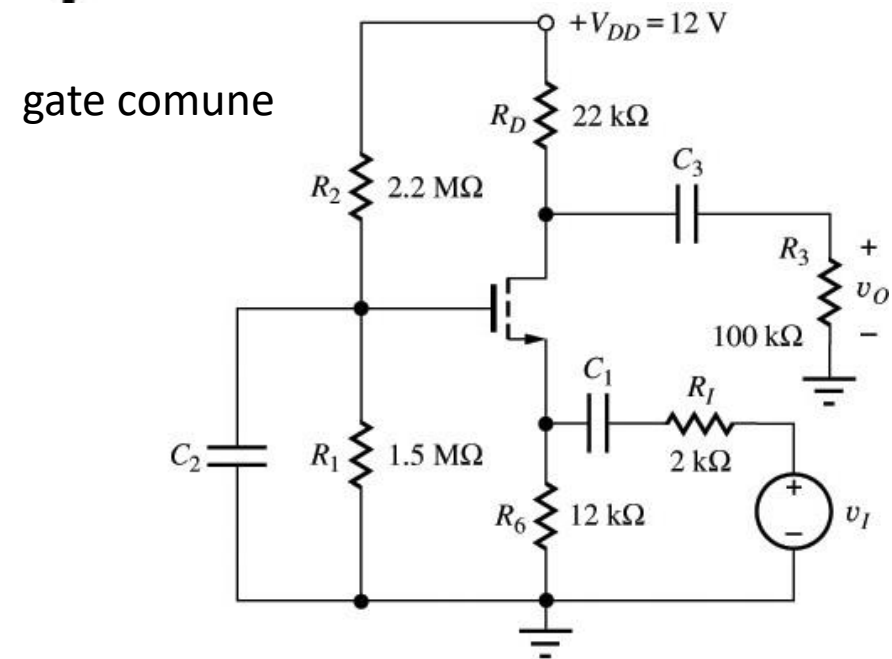 +V_DD = 12 V
gate comune
R_D 22 kΩ
C_3
R_2 2.2 MΩ
R_3 +
v_O
100 kΩ −
C_1
R_I
C_2 R_1 1.5 MΩ
2 kΩ
+
R_6 12 kΩ v_I
−